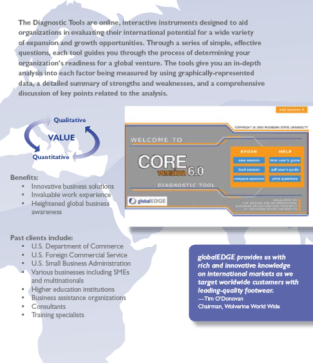 The Diagnostic Tools are online, interactive instruments designed to aid
organizations in evaluating their international potential for a wide variety
of expansion and growth opportunities. Through a series of simple, effective
questions, each tool guides you through the process of determining your
organization's readiness for a global venture. The tools give you an in-depth
analysis into each factor being measured by using graphically-represented
data, a detailed summary of strengths and weaknesses, and a comprehensive
discussion of key points related to the analysis.
Qualitative
VALUE
Quantitative
WELCOME TO
CORE
version 6.0
DIAGNOSTIC TOOL
BEGIN
HELP
globalEDGE
Benefits:
• Innovative business solutions
• Invaluable work experience
• Heightened global business
awareness
Past clients include:
• U.S. Department of Commerce
• U.S. Foreign Commercial Service
• U.S. Small Business Administration
• Various businesses including SMEs
and multinationals
• Higher education institutions
• Business assistance organizations
• Consultants
• Training specialists
globalEDGE provides us with
rich and innovative knowledge
on international markets as we
target worldwide customers with
leading-quality footwear.
—Tim O'Donovan
Chairman, Wolverine World Wide